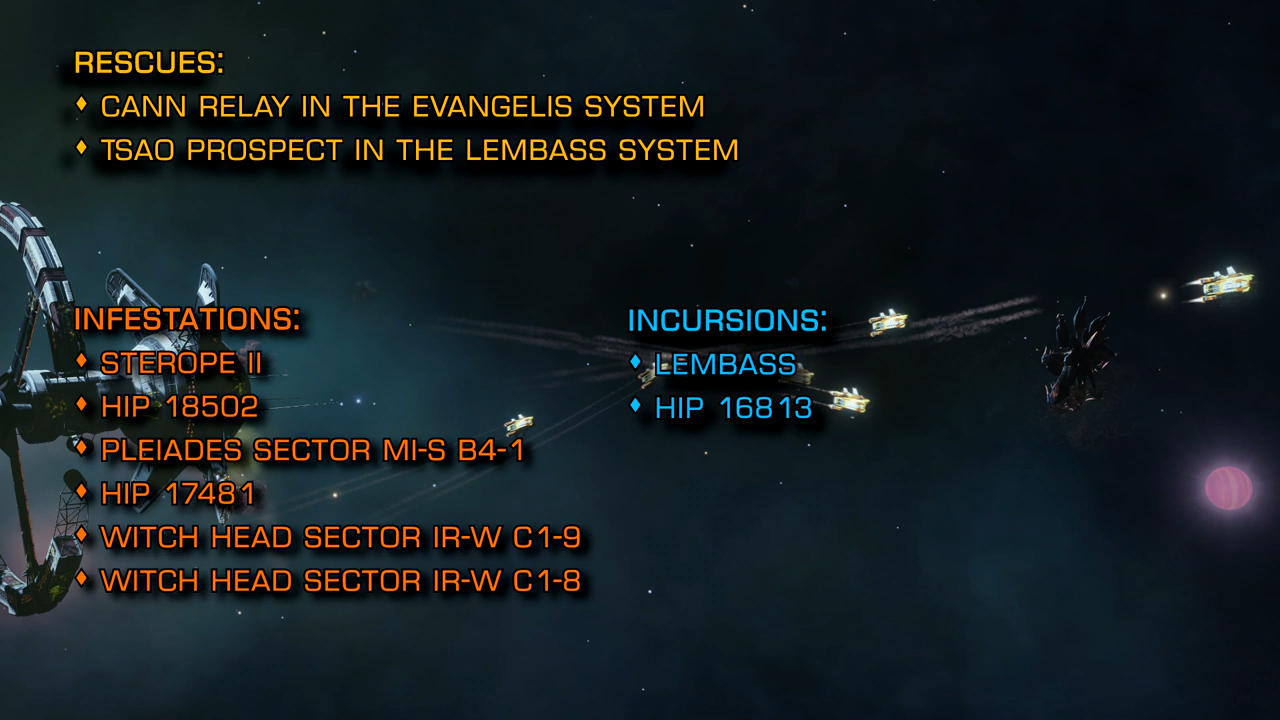 RESCUES:
♦ CANN RELAY IN THE EVANGELIS SYSTEM
♦ TSAO PROSPECT IN THE LEMBASS SYSTEM
INFESTATIONS:
♦ STEROPE II
♦ HIP 18502
♦ PLEIADES SECTOR MI-S B4-1
♦ HIP 17481
♦ WITCH HEAD SECTOR IR-W C1-9
♦ WITCH HEAD SECTOR IR-W C1-8
INCURSIONS:
♦ LEMBASS
♦ HIP 16813